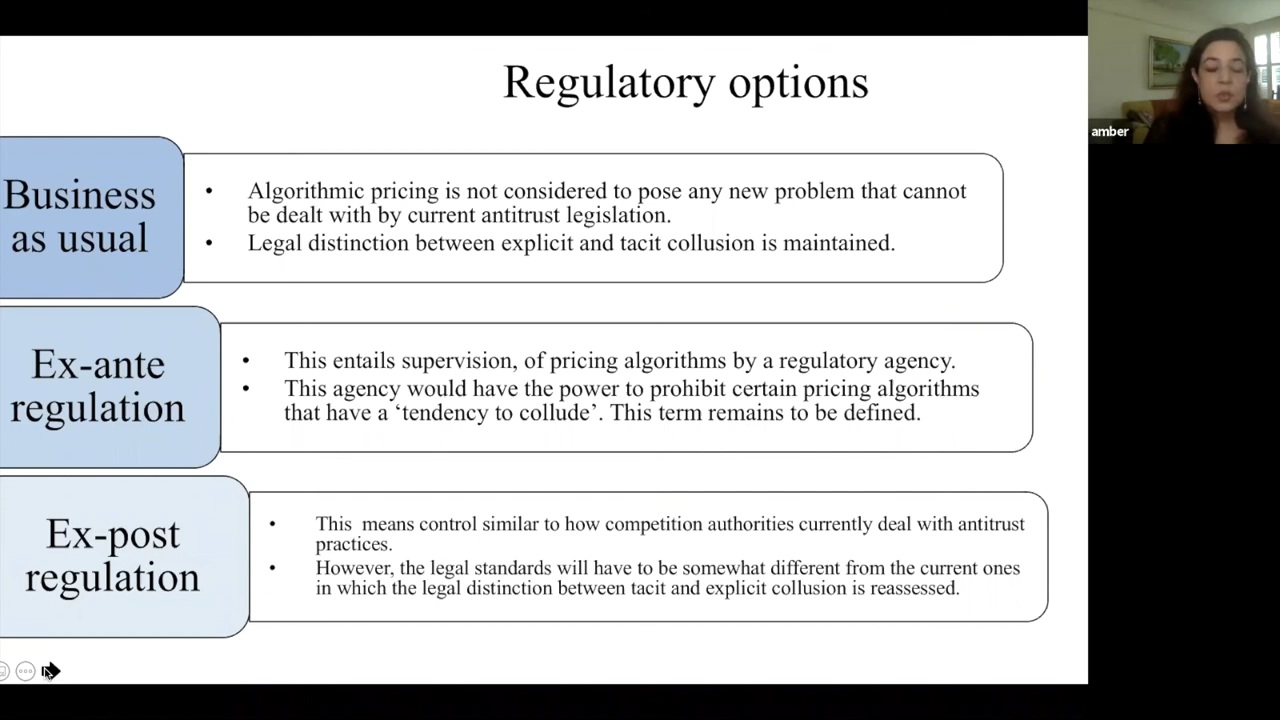 Regulatory options
amber
Business
as usual
• Algorithmic pricing is not considered to pose any new problem that cannot
be dealt with by current antitrust legislation.
• Legal distinction between explicit and tacit collusion is maintained.
Ex-ante
regulation
• This entails supervision, of pricing algorithms by a regulatory agency.
• This agency would have the power to prohibit certain pricing algorithms
that have a ‘tendency to collude’. This term remains to be defined.
Ex-post
regulation
• This  means control similar to how competition authorities currently deal with antitrust
practices.
• However, the legal standards will have to be somewhat different from the current ones
in which the legal distinction between tacit and explicit collusion is reassessed.